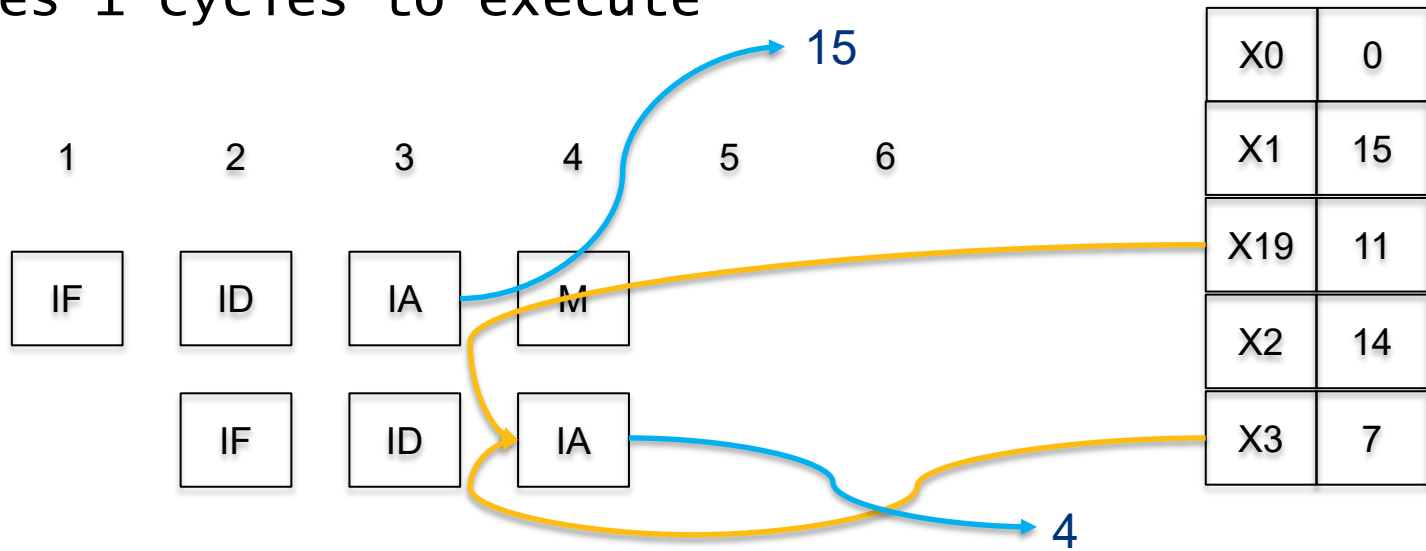 es 1 cycles to execute
15
1 2 3 4 5 6
IF ID IA M
IF ID IA
4
X0 0
X1 15
X19 11
X2 14
X3 7